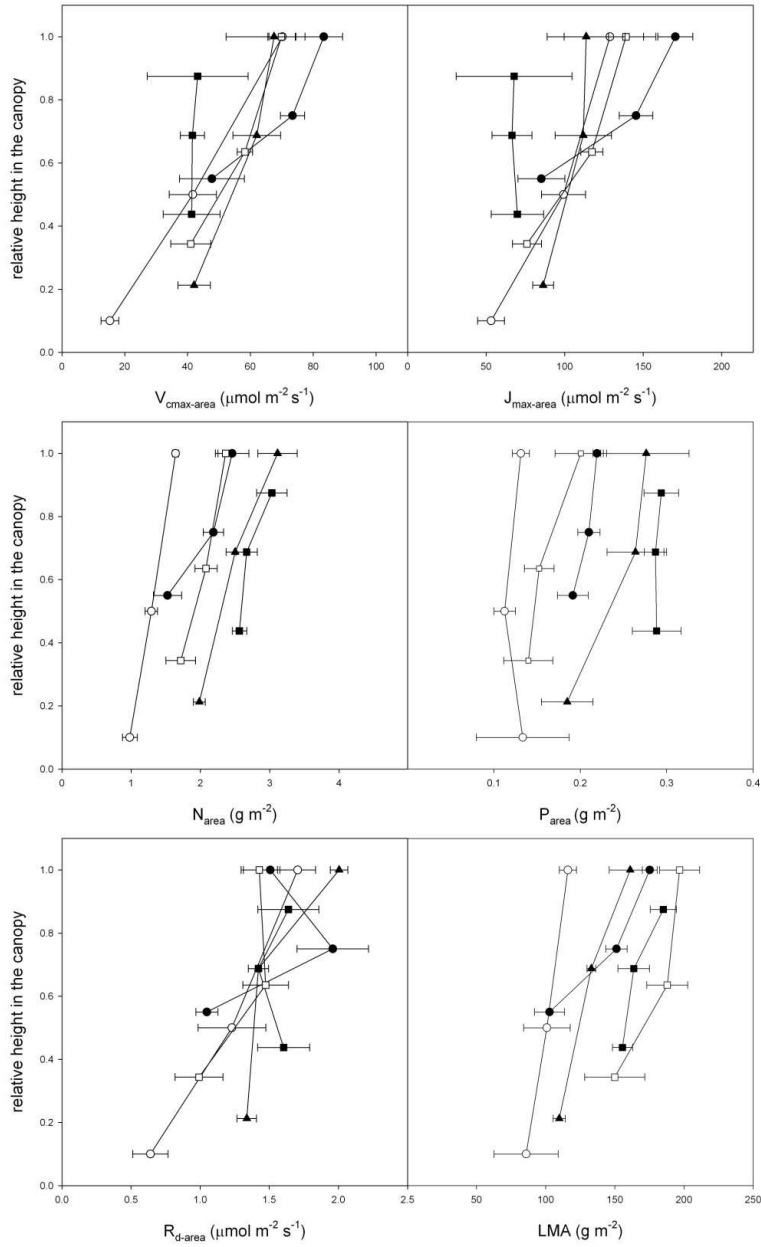 relative height in the canopy
1.0
0.8
0.6
0.4
0.2
0.0
0 20 40 60 80 100
V_cmax-area (μmol m⁻² s⁻¹)
0 50 100 150 200
J_max-area (μmol m⁻² s⁻¹)
relative height in the canopy
1.0
0.8
0.6
0.4
0.2
0.0
0 1 2 3 4
N_area (g m⁻²)
0.1 0.2 0.3 0.4
P_area (g m⁻²)
relative height in the canopy
1.0
0.8
0.6
0.4
0.2
0.0
0.0 0.5 1.0 1.5 2.0 2.5
R_d-area (μmol m⁻² s⁻¹)
50 100 150 200 250
LMA (g m⁻²)